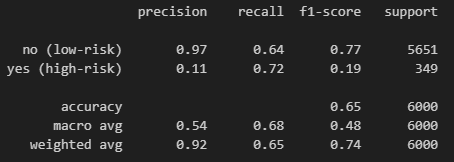 precision recall f1-score support
no (low-risk) 0.97 0.64 0.77 5651
yes (high-risk) 0.11 0.72 0.19 349
accuracy 0.65 6000
macro avg 0.54 0.68 0.48 6000
weighted avg 0.92 0.65 0.74 6000